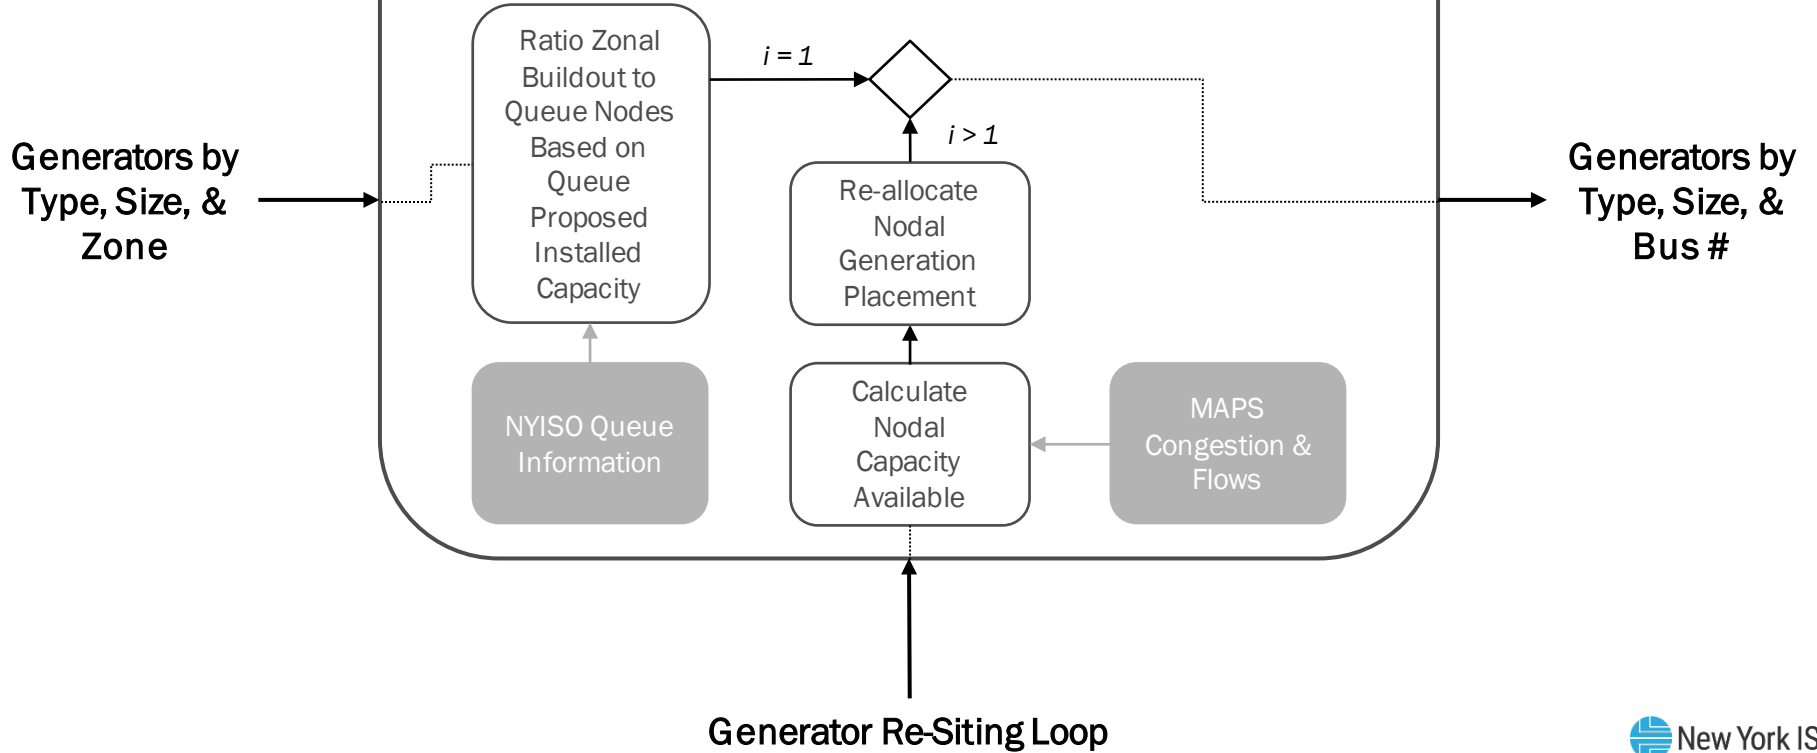 Generators by
Type, Size, &
Zone
Ratio Zonal
Buildout to
Queue Nodes
Based on
Queue
Proposed
Installed
Capacity
i = 1
i > 1
Re-allocate
Nodal
Generation
Placement
Generators by
Type, Size, &
Bus #
NYISO Queue
Information
Calculate
Nodal
Capacity
Available
MAPS
Congestion &
Flows
Generator Re-Siting Loop
New York IS